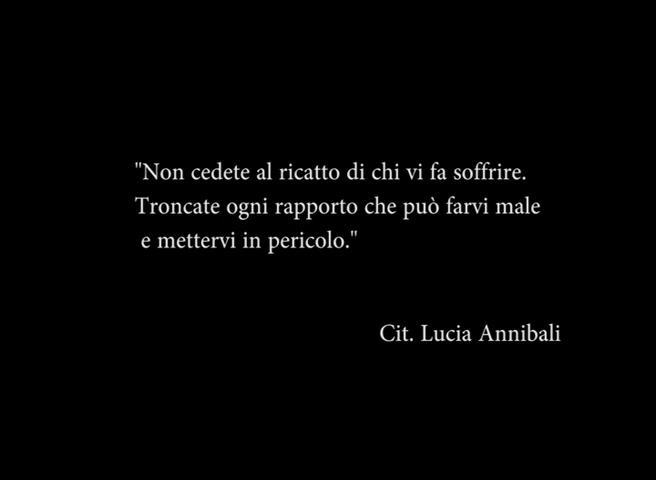 "Non cedete al ricatto di chi vi fa soffrire.
Troncate ogni rapporto che può farvi male
e mettervi in pericolo."
Cit. Lucia Annibali